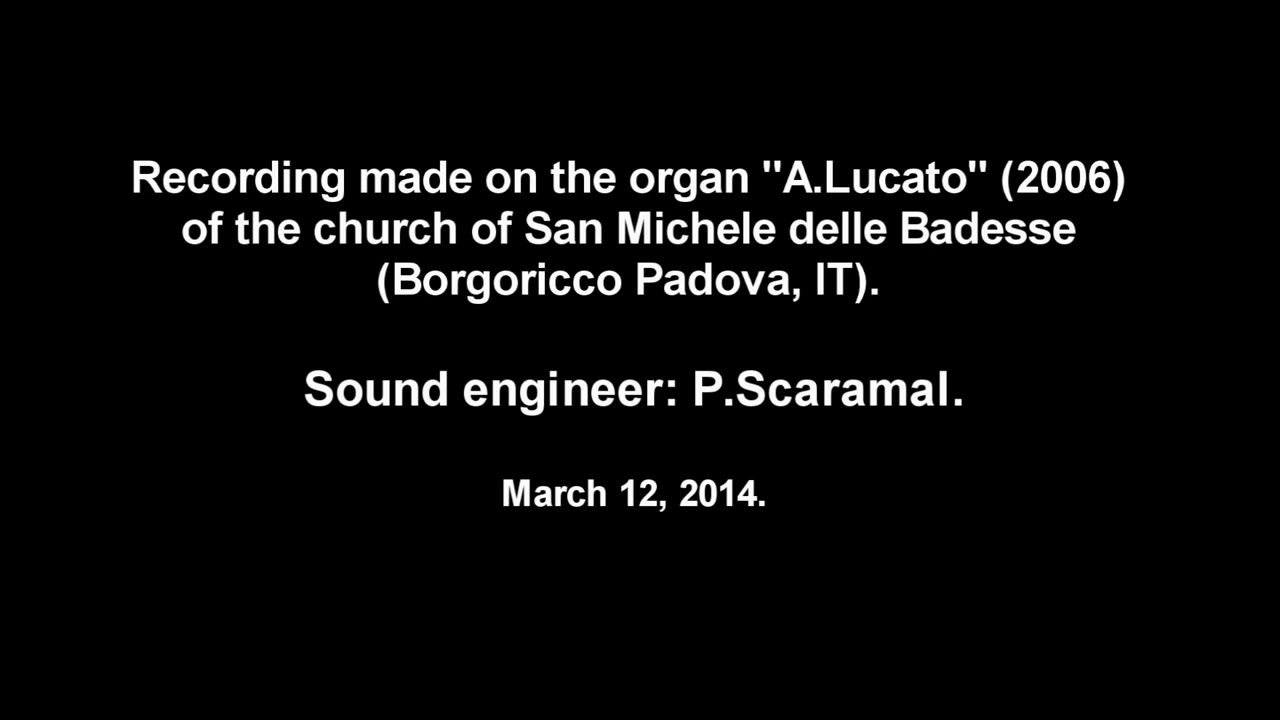 Recording made on the organ "A.Lucato" (2006)
of the church of San Michele delle Badesse
(Borgoricco Padova, IT).
Sound engineer: P.Scaramal.
March 12, 2014.